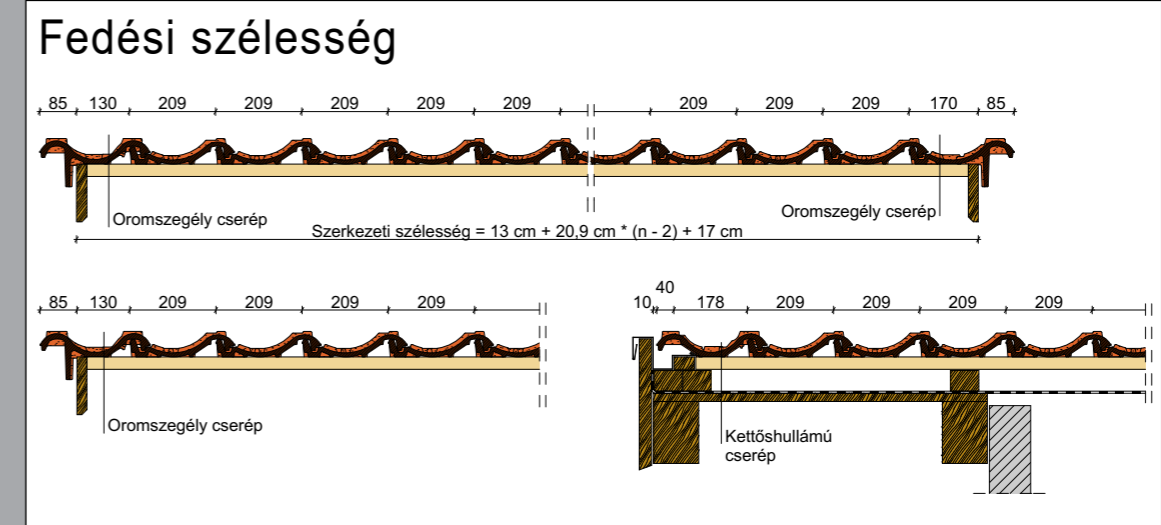 Fedési szélesség
85 130 209 209 209 209 209 209 209 209 170 85
Oromszegély cserép
Oromszegély cserép
Szerkezeti szélesség = 13 cm + 20,9 cm * (n - 2) + 17 cm
85 130 209 209 209 209
Oromszegély cserép
40
10 178 209 209 209 209
Kettőshullámú
cserép